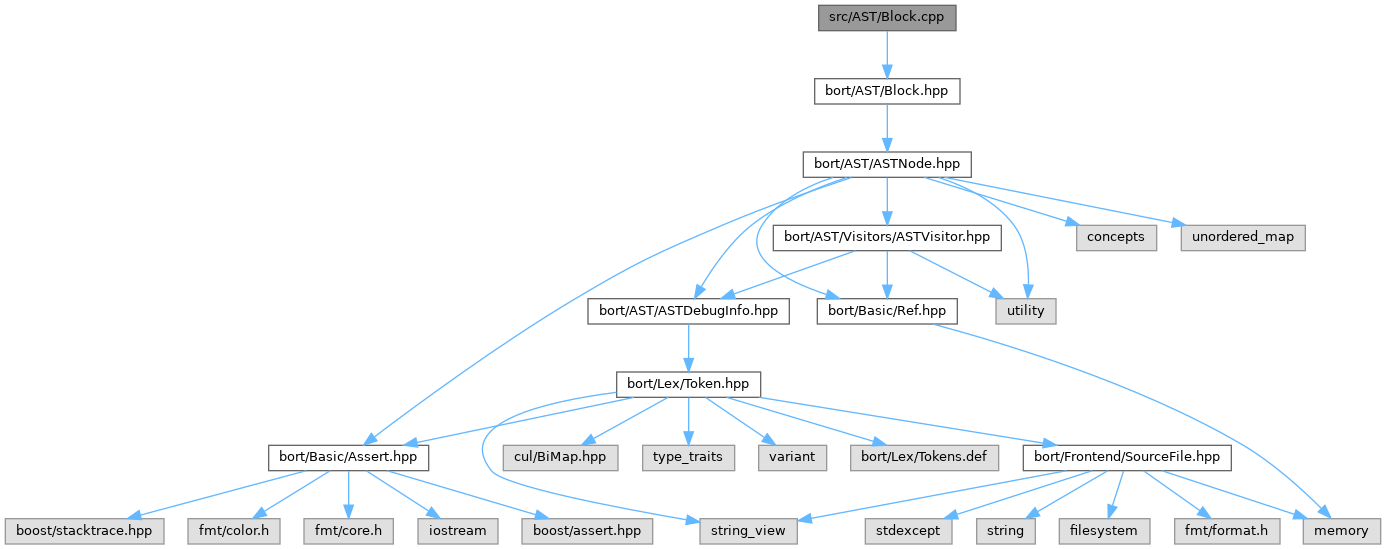 src/AST/Block.cpp
bort/AST/Block.hpp
bort/AST/ASTNode.hpp
bort/AST/Visitors/ASTVisitor.hpp
concepts
unordered_map
bort/AST/ASTDebugInfo.hpp
bort/Basic/Ref.hpp
utility
bort/Lex/Token.hpp
bort/Basic/Assert.hpp
cul/BiMap.hpp
type_traits
variant
bort/Lex/Tokens.def
bort/Frontend/SourceFile.hpp
boost/stacktrace.hpp
fmt/color.h
fmt/core.h
iostream
boost/assert.hpp
string_view
stdexcept
string
filesystem
fmt/format.h
memory